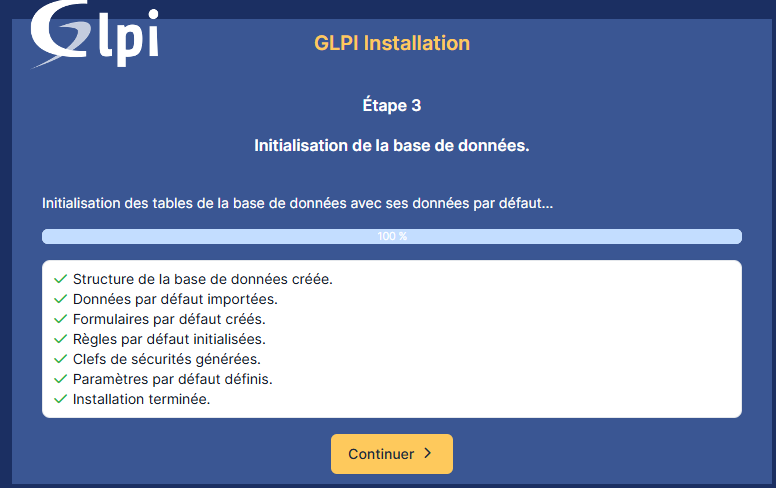 Glpi
GLPI Installation
Étape 3
Initialisation de la base de données.
Initialisation des tables de la base de données avec ses données par défaut...
100 %
Structure de la base de données créée.
Données par défaut importées.
Formulaires par défaut créés.
Règles par défaut initialisées.
Clefs de sécurités générées.
Paramètres par défaut définis.
Installation terminée.
Continuer